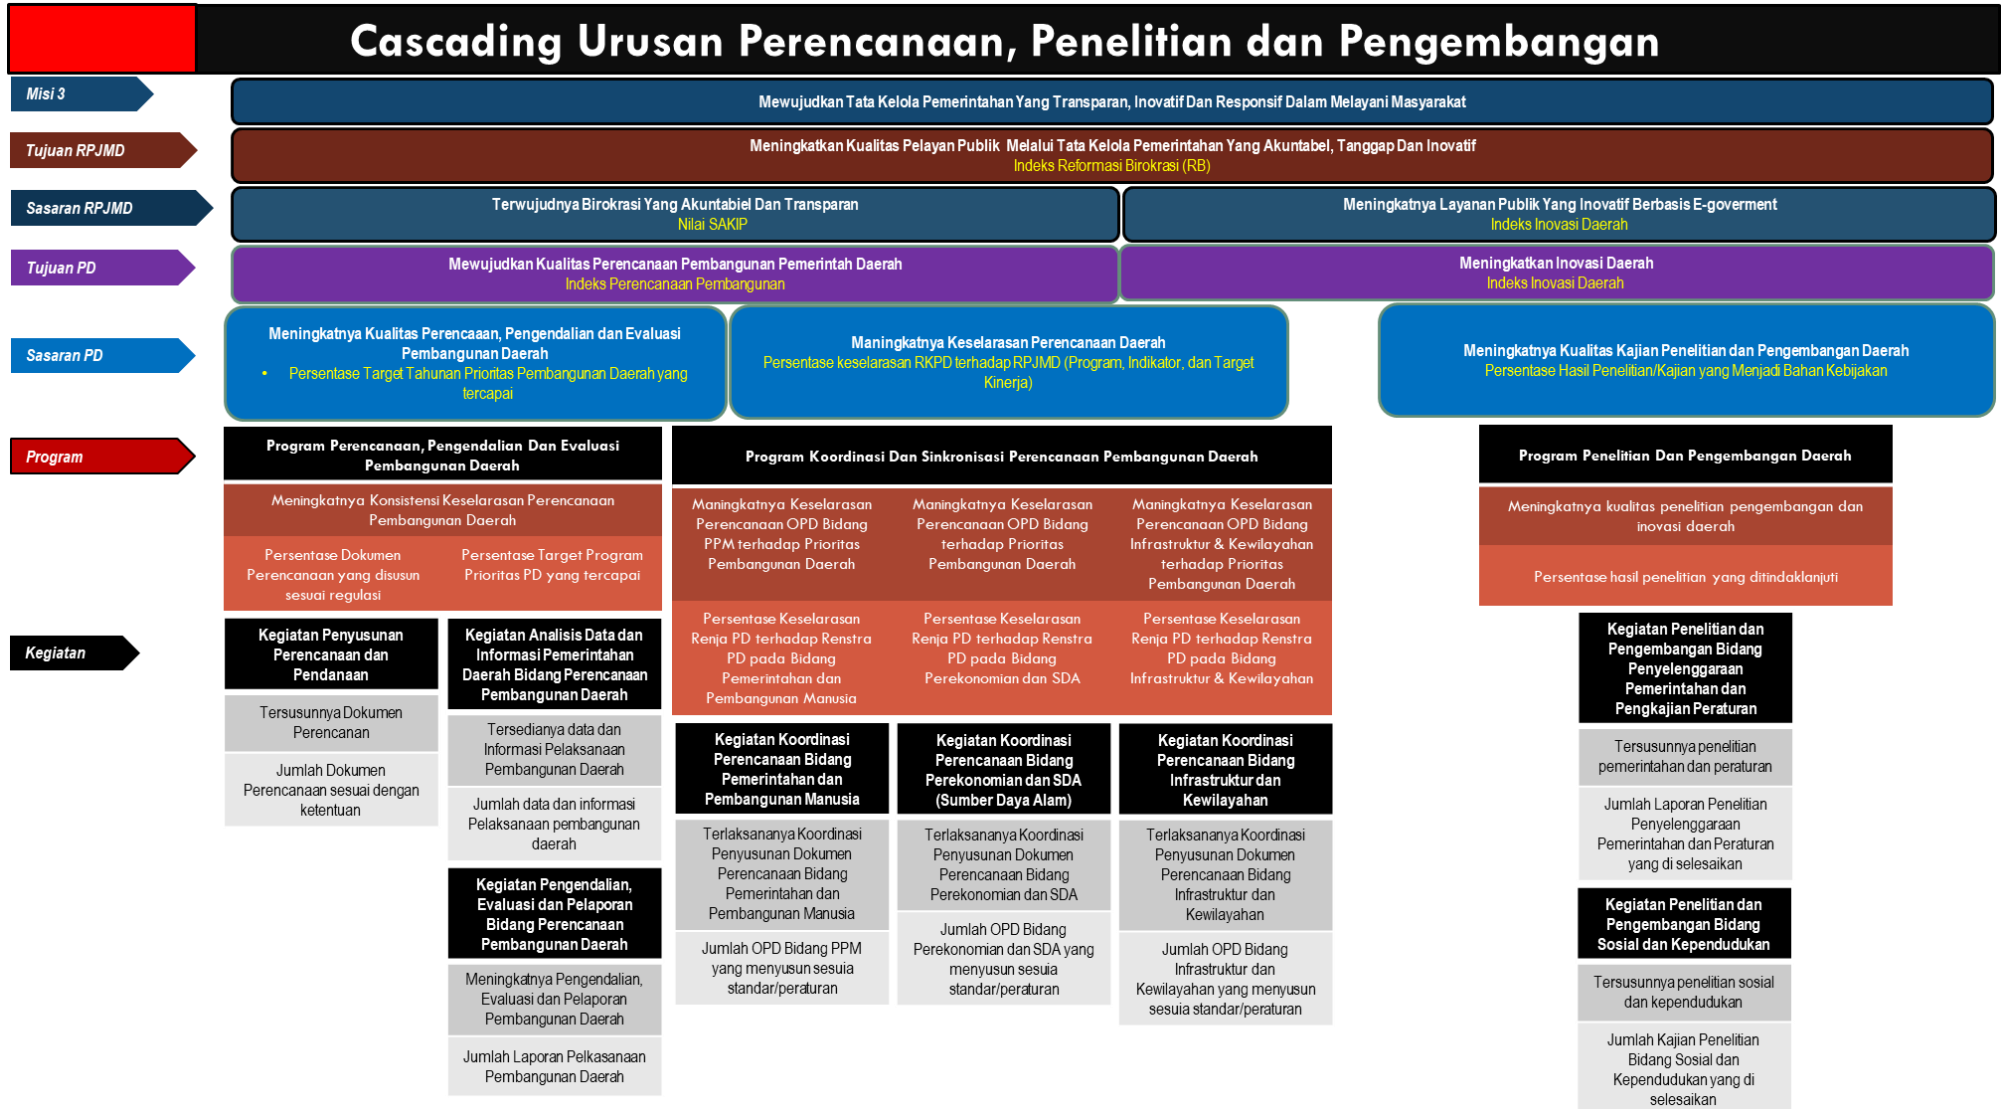 Cascading Urusan Perencanaan, Penelitian dan Pengembangan
Misi 3
Mewujudkan Tata Kelola Pemerintahan Yang Transparan, Inovatif Dan Responsif Dalam Melayani Masyarakat
Tujuan RPJMD
Meningkatkan Kualitas Pelayan Publik Melalui Tata Kelola Pemerintahan Yang Akuntabel, Tanggap Dan Inovatif
Indeks Reformasi Birokrasi (RB)
Sasaran RPJMD
Terwujudnya Birokrasi Yang Akuntabiel Dan Transparan
Nilai SAKIP
Meningkatnya Layanan Publik Yang Inovatif Berbasis E-goverment
Indeks Inovasi Daerah
Tujuan PD
Mewujudkan Kualitas Perencanaan Pembangunan Pemerintah Daerah
Indeks Perencanaan Pembangunan
Meningkatkan Inovasi Daerah
Indeks Inovasi Daerah
Sasaran PD
Meningkatnya Kualitas Perencaaan, Pengendalian dan Evaluasi
Pembangunan Daerah
• Persentase Target Tahunan Prioritas Pembangunan Daerah yang
tercapai
Maningkatnya Keselarasan Perencanaan Daerah
Persentase keselarasan RKPD terhadap RPJMD (Program, Indikator, dan Target
Kinerja)
Meningkatnya Kualitas Kajian Penelitian dan Pengembangan Daerah
Persentase Hasil Penelitian/Kajian yang Menjadi Bahan Kebijakan
Program
Program Perencanaan, Pengendalian Dan Evaluasi
Pembangunan Daerah
Meningkatnya Konsistensi Keselarasan Perencanaan
Pembangunan Daerah
Persentase Dokumen
Perencanaan yang disusun
sesuai regulasi
Persentase Target Program
Prioritas PD yang tercapai
Program Koordinasi Dan Sinkronisasi Perencanaan Pembangunan Daerah
Maningkatnya Keselarasan
Perencanaan OPD Bidang
PPM terhadap Prioritas
Pembangunan Daerah
Maningkatnya Keselarasan
Perencanaan OPD Bidang
terhadap Prioritas
Pembangunan Daerah
Maningkatnya Keselarasan
Perencanaan OPD Bidang
Infrastruktur & Kewilayahan
terhadap Prioritas
Pembangunan Daerah
Persentase Keselarasan
Renja PD terhadap Renstra
PD pada Bidang
Pemerintahan dan
Pembangunan Manusia
Persentase Keselarasan
Renja PD terhadap Renstra
PD pada Bidang
Perekonomian dan SDA
Persentase Keselarasan
Renja PD terhadap Renstra
PD pada Bidang
Infrastruktur & Kewilayahan
Program Penelitian Dan Pengembangan Daerah
Meningkatnya kualitas penelitian pengembangan dan
inovasi daerah
Persentase hasil penelitian yang ditindaklanjuti
Kegiatan
Kegiatan Penyusunan
Perencanaan dan
Pendanaan
Tersusunnya Dokumen
Perencanan
Jumlah Dokumen
Perencanaan sesuai dengan
ketentuan
Kegiatan Analisis Data dan
Informasi Pemerintahan
Daerah Bidang Perencanaan
Pembangunan Daerah
Tersedianya data dan
Informasi Pelaksanaan
Pembangunan Daerah
Jumlah data dan informasi
Pelaksanaan pembangunan
daerah
Kegiatan Pengendalian,
Evaluasi dan Pelaporan
Bidang Perencanaan
Pembangunan Daerah
Meningkatnya Pengendalian,
Evaluasi dan Pelaporan
Pembangunan Daerah
Jumlah Laporan Pelkasanaan
Pembangunan Daerah
Kegiatan Koordinasi
Perencanaan Bidang
Pemerintahan dan
Pembangunan Manusia
Terlaksananya Koordinasi
Penyusunan Dokumen
Perencanaan Bidang
Pemerintahan dan
Pembangunan Manusia
Jumlah OPD Bidang PPM
yang menyusun sesuia
standar/peraturan
Kegiatan Koordinasi
Perencanaan Bidang
Perekonomian dan SDA
(Sumber Daya Alam)
Terlaksananya Koordinasi
Penyusunan Dokumen
Perencanaan Bidang
Perekonomian dan SDA
Jumlah OPD Bidang
Perekonomian dan SDA yang
menyusun sesuia
standar/peraturan
Kegiatan Koordinasi
Perencanaan Bidang
Infrastruktur dan
Kewilayahan
Terlaksananya Koordinasi
Penyusunan Dokumen
Perencanaan Bidang
Infrastruktur dan
Kewilayahan
Jumlah OPD Bidang
Infrastruktur dan
Kewilayahan yang menyusun
sesuia standar/peraturan
Kegiatan Penelitian dan
Pengembangan Bidang
Penyelenggaraan
Pemerintahan dan
Pengkajian Peraturan
Tersusunnya penelitian
pemerintahan dan peraturan
Jumlah Laporan Penelitian
Penyelenggaraan
Pemerintahan dan Peraturan
yang di selesaikan
Kegiatan Penelitian dan
Pengembangan Bidang
Sosial dan Kependudukan
Tersusunnya penelitian sosial
dan kependudukan
Jumlah Kajian Penelitian
Bidang Sosial dan
Kependudukan yang di
selesaikan